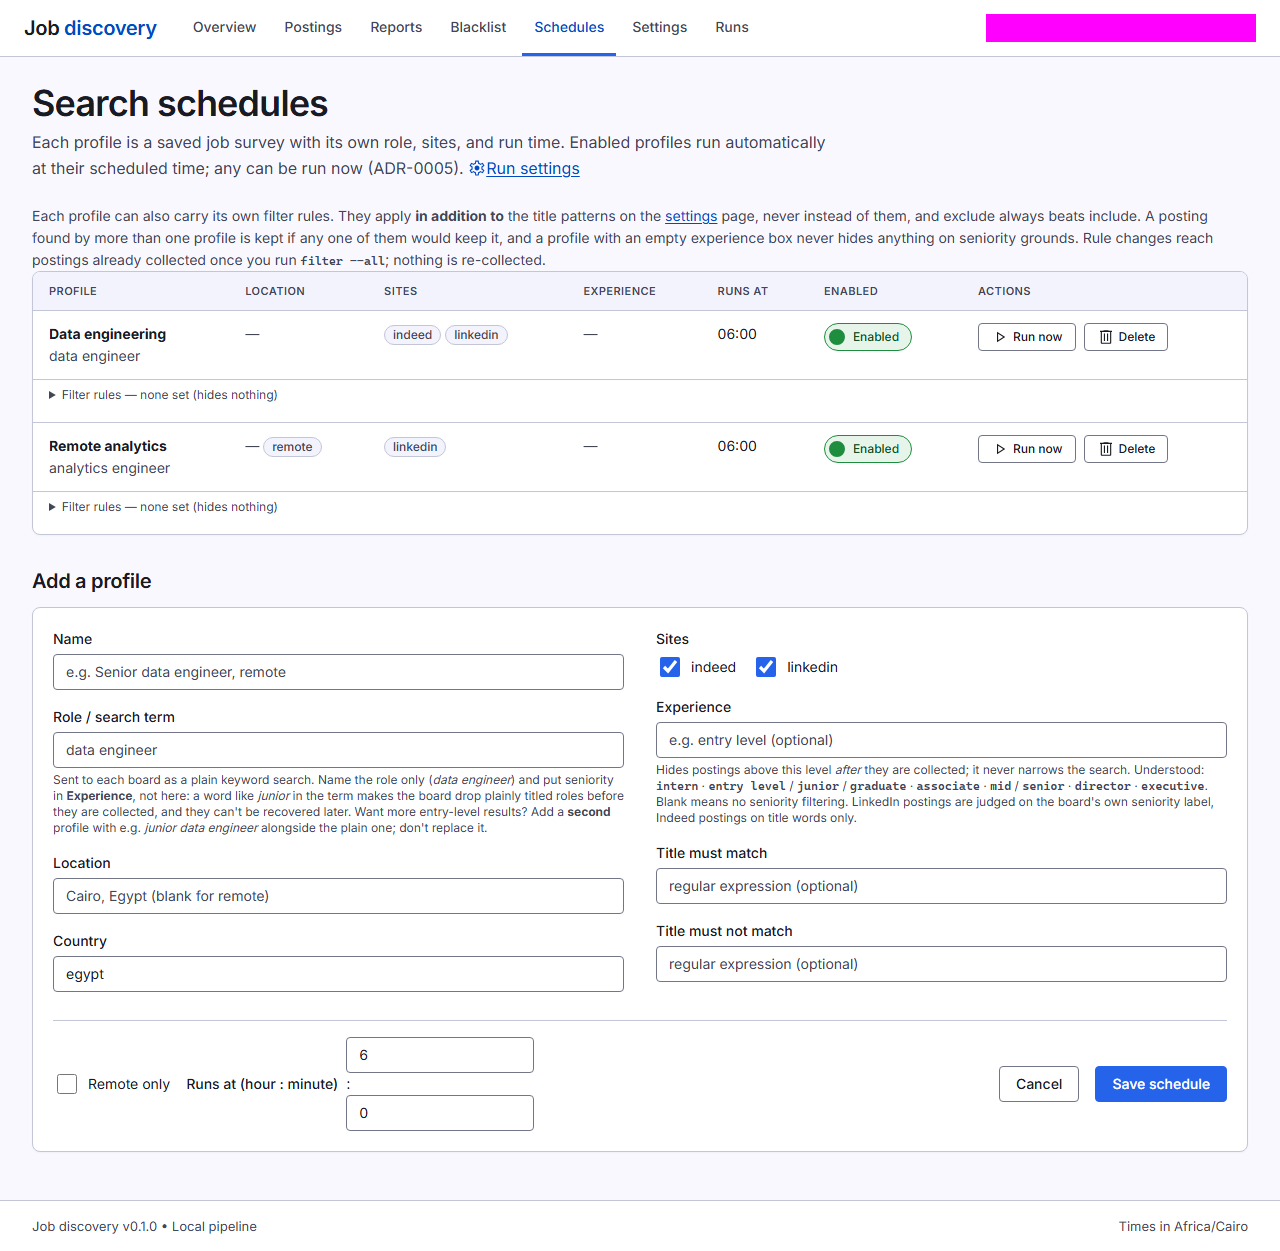 Job discovery
Overview
Postings
Reports
Blacklist
Schedules
Settings
Runs
Search schedules
Each profile is a saved job survey with its own role, sites, and run time. Enabled profiles run automatically
at their scheduled time; any can be run now (ADR-0005). Run settings
Each profile can also carry its own filter rules. They apply in addition to the title patterns on the settings page, never instead of them, and exclude always beats include. A posting
found by more than one profile is kept if any one of them would keep it, and a profile with an empty experience box never hides anything on seniority grounds. Rule changes reach
postings already collected once you run filter --all; nothing is re-collected.
PROFILE LOCATION SITES EXPERIENCE RUNS AT ENABLED ACTIONS
Data engineering — indeed linkedin — 06:00 Enabled Run now Delete
data engineer
Filter rules — none set (hides nothing)
Remote analytics — remote linkedin — 06:00 Enabled Run now Delete
analytics engineer
Filter rules — none set (hides nothing)
Add a profile
Name
e.g. Senior data engineer, remote
Role / search term
data engineer
Sent to each board as a plain keyword search. Name the role only (data engineer) and put seniority
in Experience, not here: a word like junior in the term makes the board drop plainly titled roles before
they are collected, and they can't be recovered later. Want more entry-level results? Add a second
profile with e.g. junior data engineer alongside the plain one; don't replace it.
Location
Cairo, Egypt (blank for remote)
Country
egypt
Sites
indeed linkedin
Experience
e.g. entry level (optional)
Hides postings above this level after they are collected; it never narrows the search. Understood:
intern · entry level / junior / graduate · associate · mid / senior · director · executive.
Blank means no seniority filtering. LinkedIn postings are judged on the board's own seniority label,
Indeed postings on title words only.
Title must match
regular expression (optional)
Title must not match
regular expression (optional)
6
Remote only Runs at (hour : minute) :
0
Cancel
Save schedule
Job discovery v0.1.0 • Local pipeline
Times in Africa/Cairo